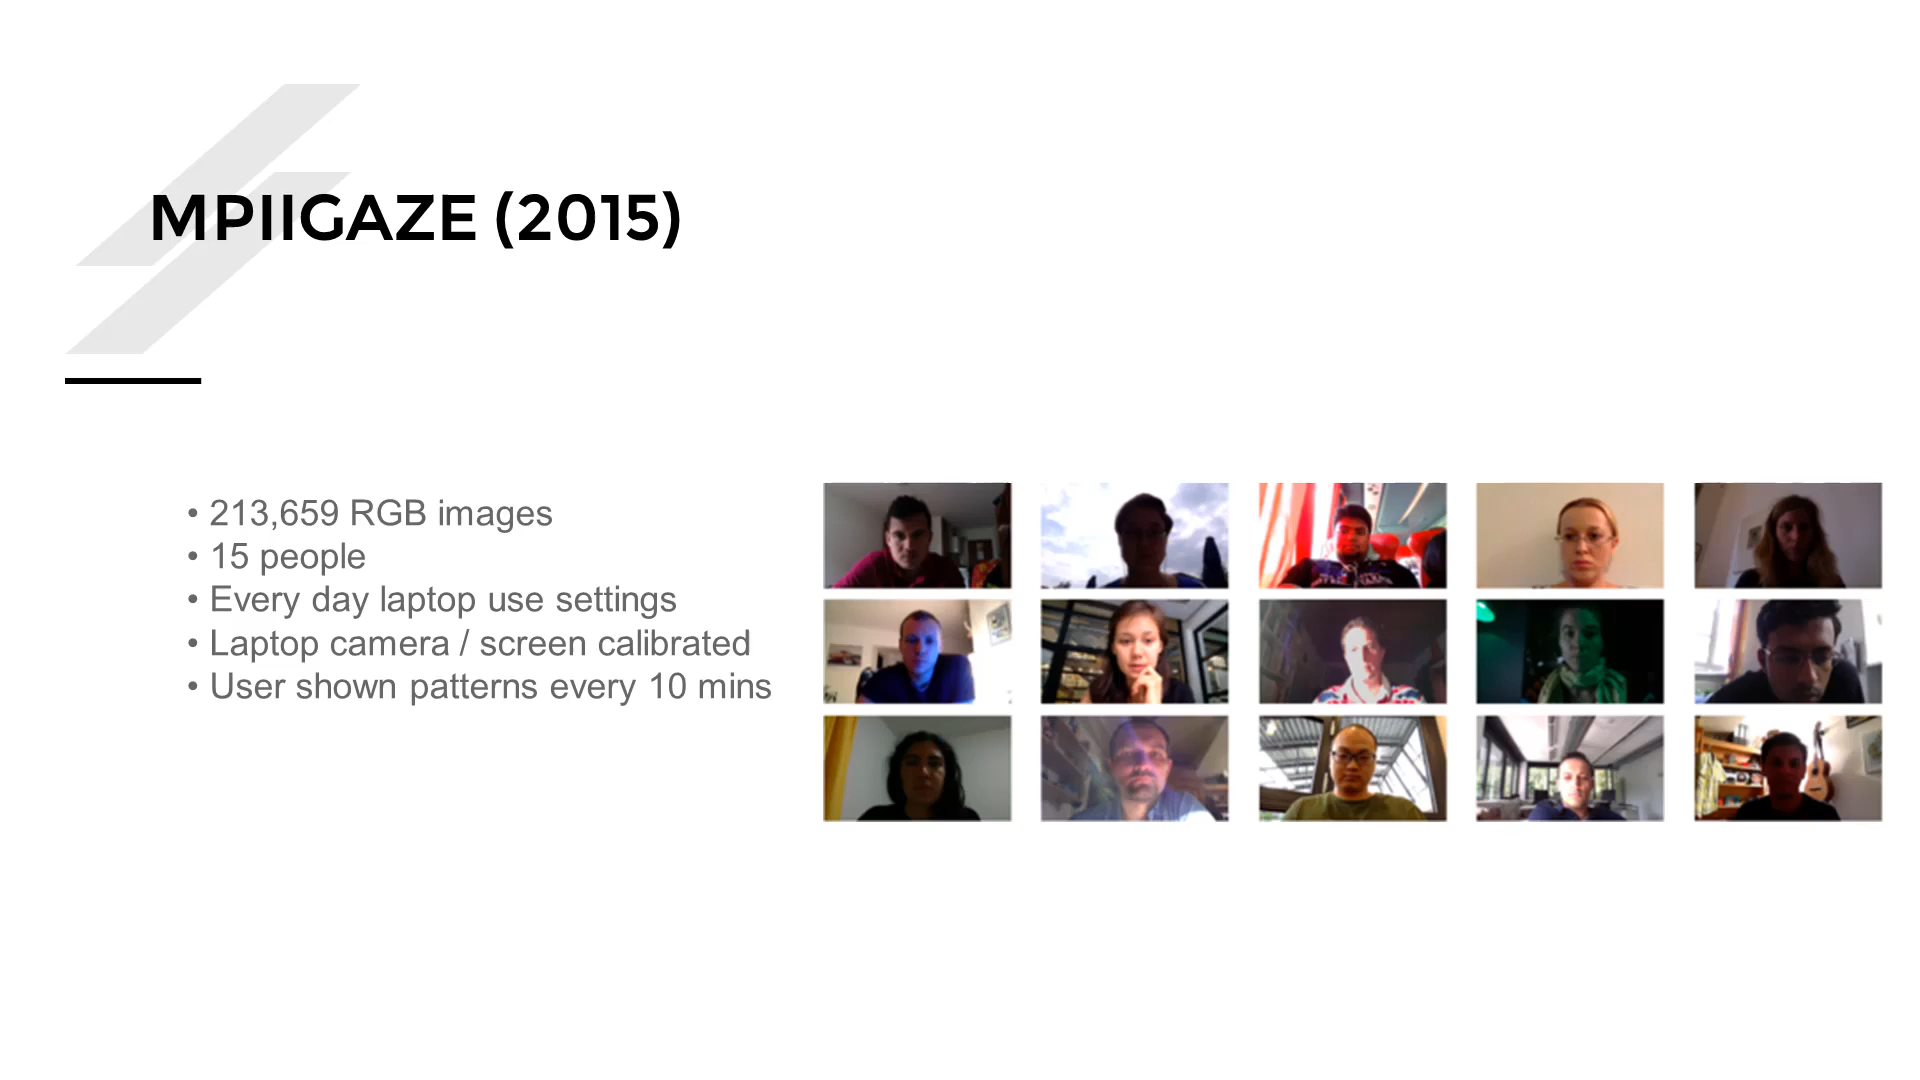 MPIIGAZE (2015)
• 213,659 RGB images
• 15 people
• Every day laptop use settings
• Laptop camera / screen calibrated
• User shown patterns every 10 mins